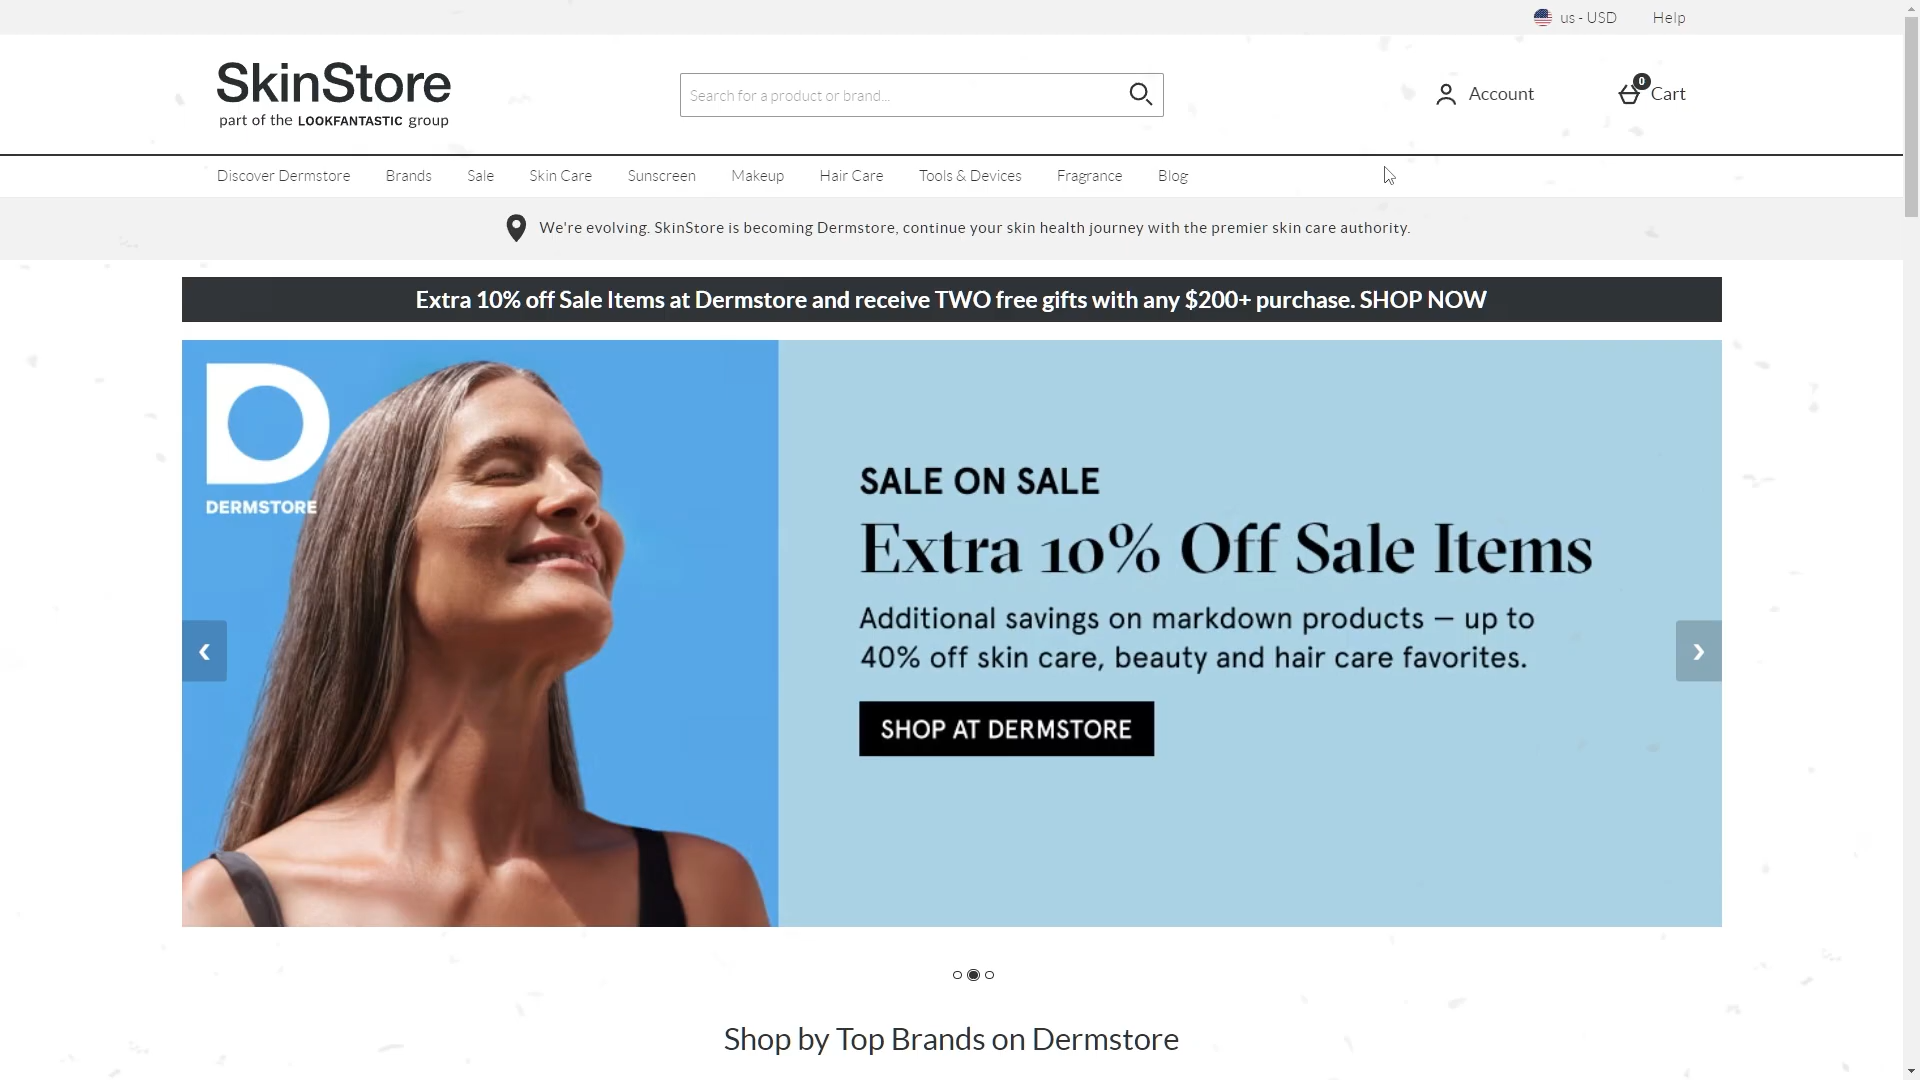 us - USD
Help
SkinStore
part of the LOOKFANTASTIC group
Search for a product or brand...
Account
0
Cart
Discover Dermstore
Brands
Sale
Skin Care
Sunscreen
Makeup
Hair Care
Tools & Devices
Fragrance
Blog
We're evolving. SkinStore is becoming Dermstore, continue your skin health journey with the premier skin care authority.
Extra 10% off Sale Items at Dermstore and receive TWO free gifts with any $200+ purchase. SHOP NOW
DERMSTORE
SALE ON SALE
Extra 10% Off Sale Items
Additional savings on markdown products — up to
40% off skin care, beauty and hair care favorites.
SHOP AT DERMSTORE
Shop by Top Brands on Dermstore